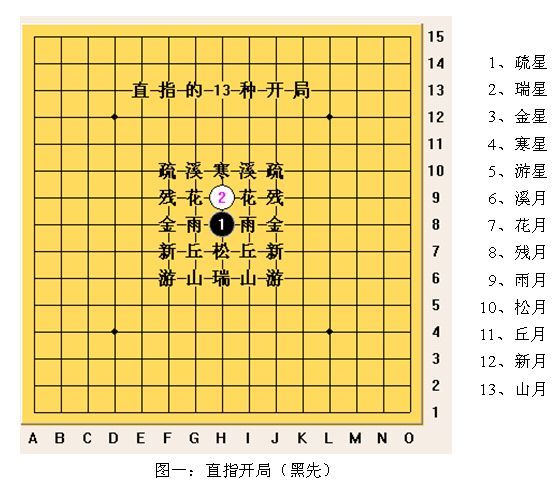 直指的13种开局
疏溪寒溪疏
残花2花残
金雨1雨金
新丘松丘新
游山瑞山游
15
14
13
12
11
10
9
8
7
6
5
4
3
2
1
A B C D E F G H I J K L M N O
1、疏星
2、瑞星
3、金星
4、寒星
5、游星
6、溪月
7、花月
8、残月
9、雨月
10、松月
11、丘月
12、新月
13、山月
图一：直指开局（黑先）